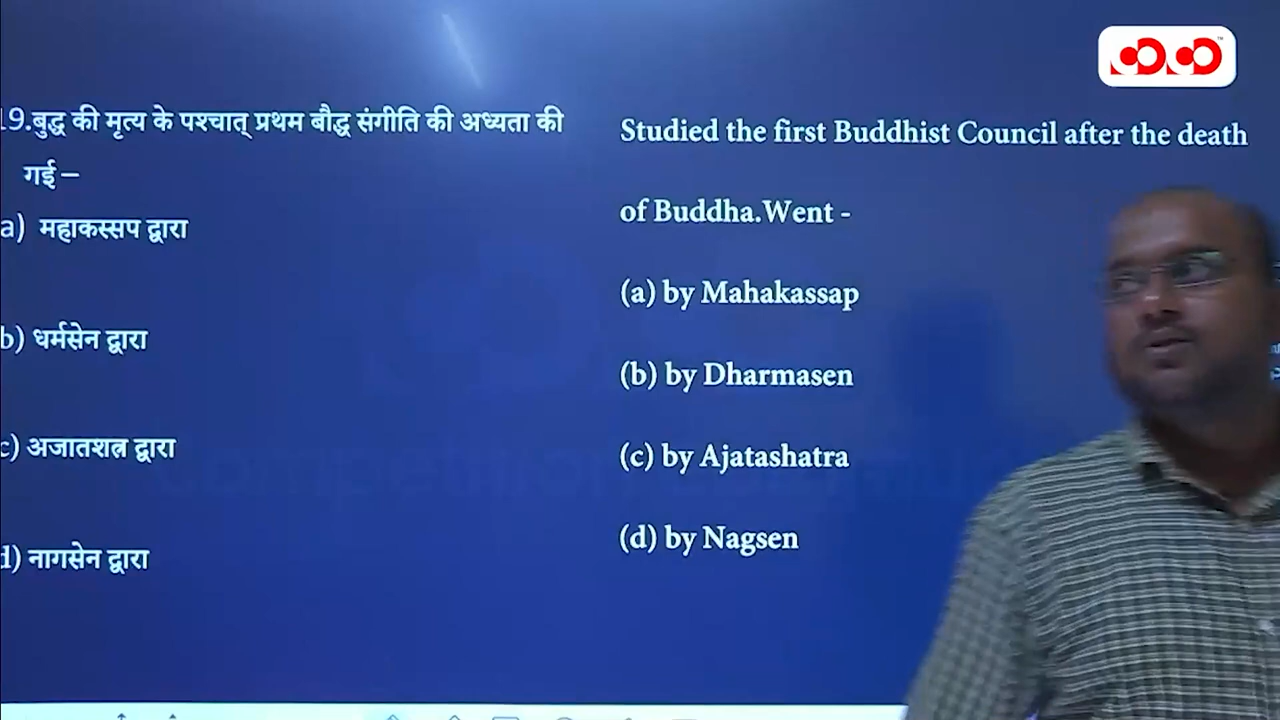 19.बुद्ध की मृत्य के पश्चात् प्रथम बौद्ध संगीति की अध्यता की
गई –
a) महाकस्सप द्वारा
b) धर्मसेन द्वारा
c) अजातशत्र द्वारा
d) नागसेन द्वारा
Studied the first Buddhist Council after the death
of Buddha.Went -
(a) by Mahakassap
(b) by Dharmasen
(c) by Ajatashatra
(d) by Nagsen